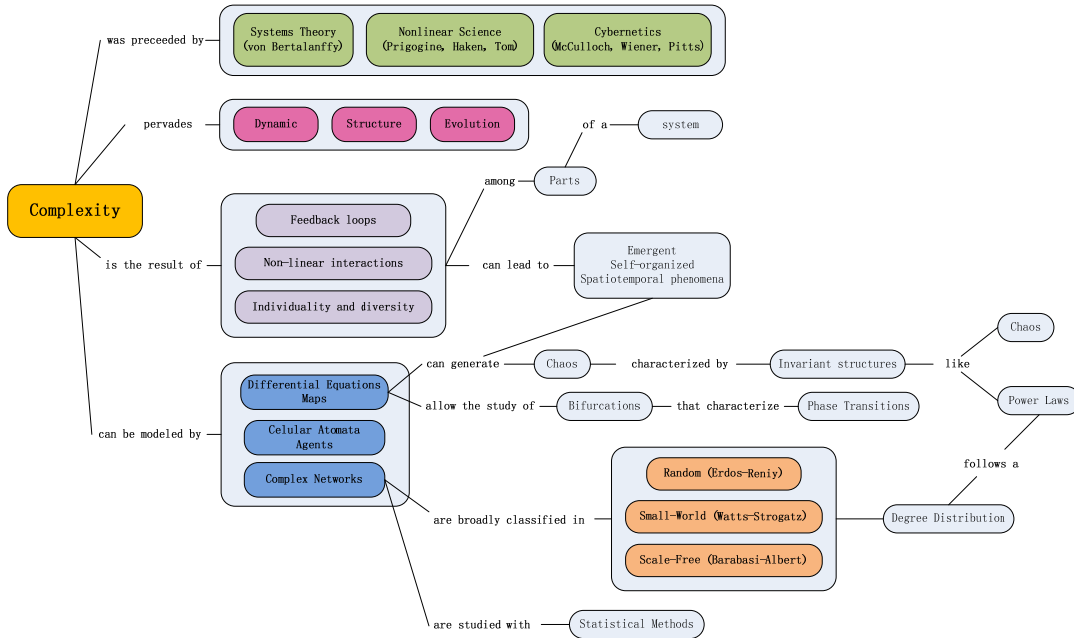 was preceeded by
Systems Theory
(von Bertalanffy)
Nonlinear Science
(Prigogine, Haken, Tom)
Cybernetics
(McCulloch, Wiener, Pitts)
pervades
Dynamic
Structure
Evolution
of a
system
among
Parts
Complexity
is the result of
Feedback loops
Non-linear interactions
Individuality and diversity
can lead to
Emergent
Self-organized
Spatiotemporal phenomena
can be modeled by
Differential Equations
Maps
Celular Atomata
Agents
Complex Networks
can generate
Chaos
characterized by
Invariant structures
like
Chaos
Power Laws
allow the study of
Bifurcations
that characterize
Phase Transitions
follows a
are broadly classified in
Random (Erdos-Reniy)
Small-World (Watts-Strogatz)
Scale-Free (Barabasi-Albert)
Degree Distribution
are studied with
Statistical Methods